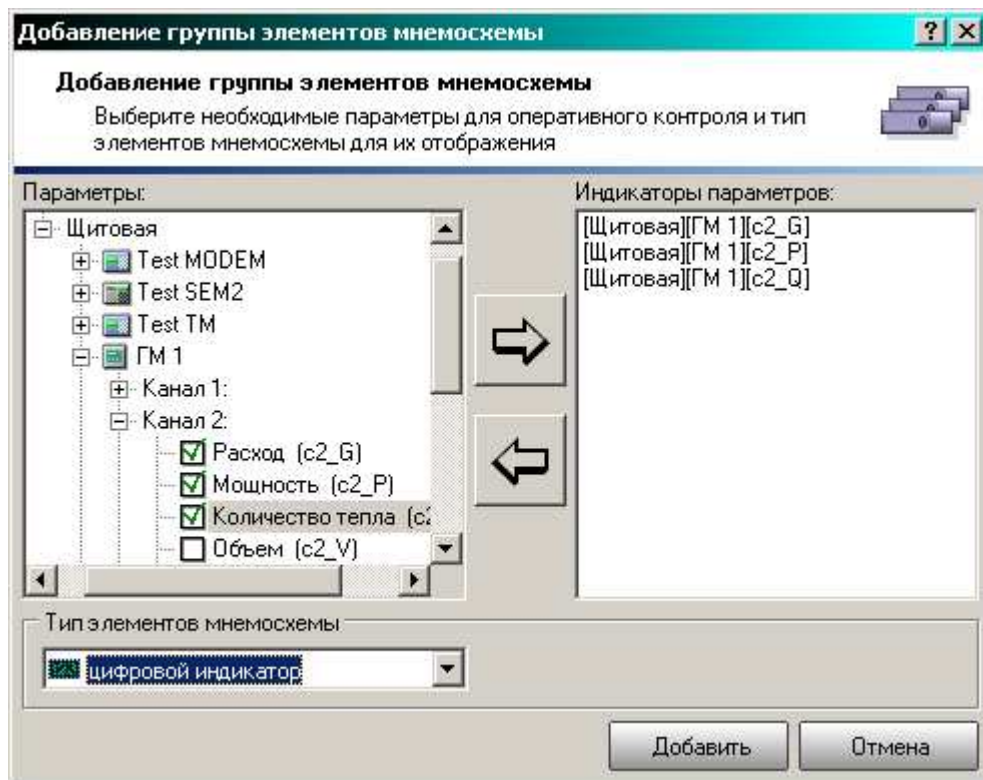 Добавление группы элементов мнемосхемы
Добавление группы элементов мнемосхемы
Выберите необходимые параметры для оперативного контроля и тип
элементов мнемосхемы для их отображения
Параметры:
Щитовая
Test MODEM
Test SEM2
Test TM
ГМ 1
Канал 1:
Канал 2:
Расход (c2_G)
Мощность (c2_P)
Количество тепла (c2
Объем (c2_V)
Индикаторы параметров:
[Щитовая][ГМ 1][c2_G]
[Щитовая][ГМ 1][c2_P]
[Щитовая][ГМ 1][c2_Q]
Тип элементов мнемосхемы
цифровой индикатор
Добавить
Отмена